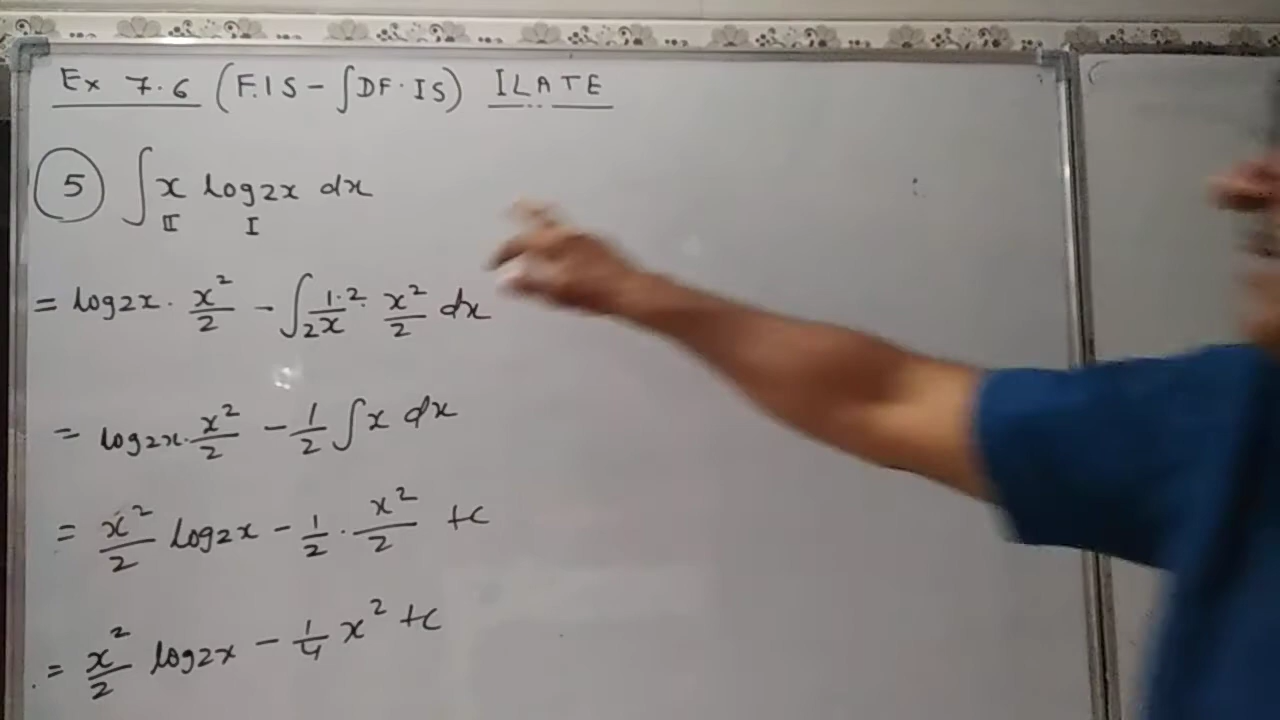 Ex 7.6 (F.IS - ∫DF.IS) ILATE
5 ∫ x log2x dx
II I
= log2x . x²/2 - ∫ 1/2x . 2 . x²/2 dx
= log2x . x²/2 - 1/2 ∫ x dx
= x²/2 log2x - 1/2 . x²/2 + c
= x²/2 log2x - 1/4 x² + c